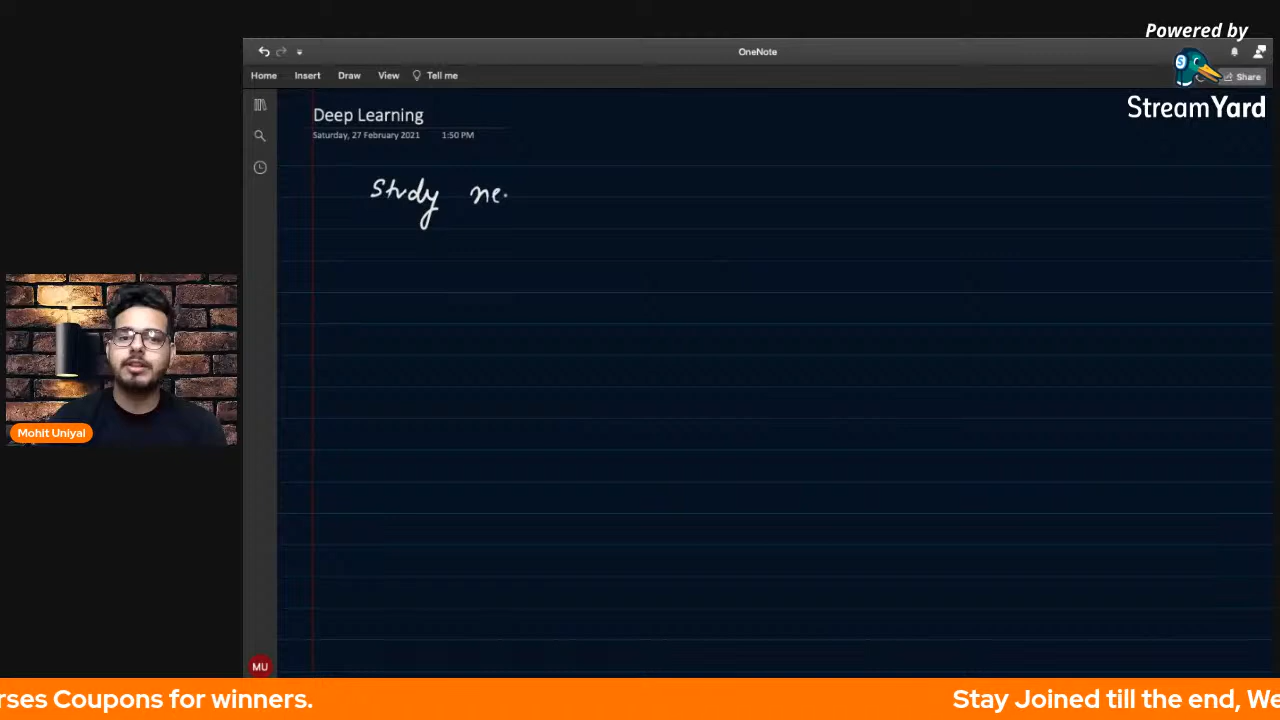 Powered by
StreamYard
OneNote
Home Insert Draw View Tell me
Share
Deep Learning
Saturday, 27 February 2021 1:50 PM
Study ne
Mohit Uniyal
MU
rses Coupons for winners. Stay Joined till the end, We